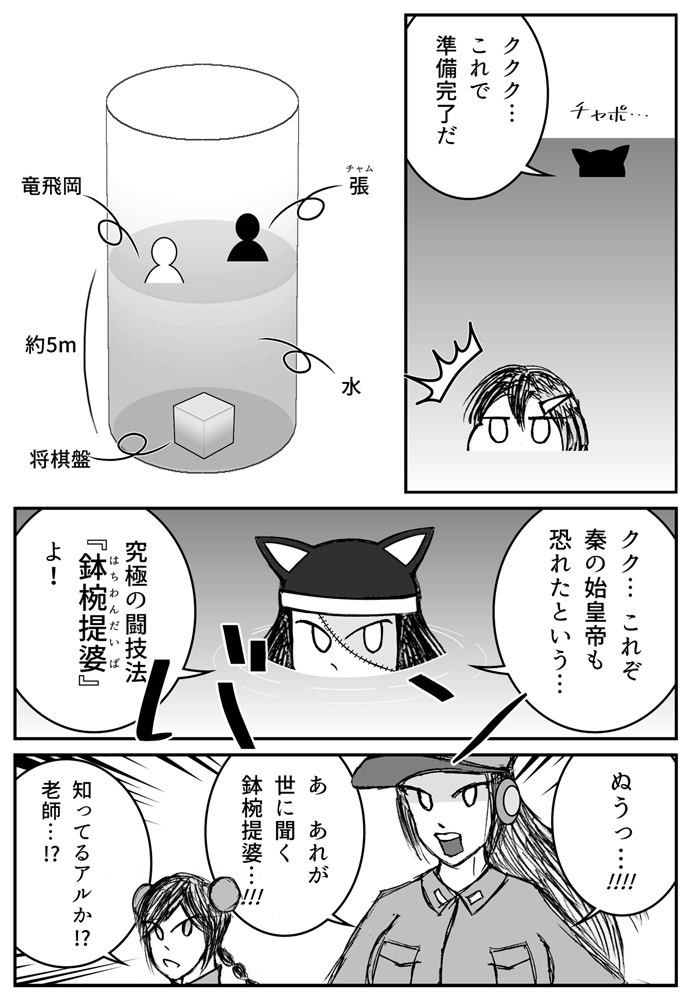 ククク…
これで
準備完了だ
チャポ…
チャム
張
竜飛岡
約5m
水
将棋盤
クク… これぞ
秦の始皇帝も
恐れたという…
究極の闘技法
『鉢椀提婆』
はちわんだいば
よ!
ドン
ぬうっ…!!!!
あ あれが
世に聞く
鉢椀提婆…!!!
知ってるアルか!?
老師…!?